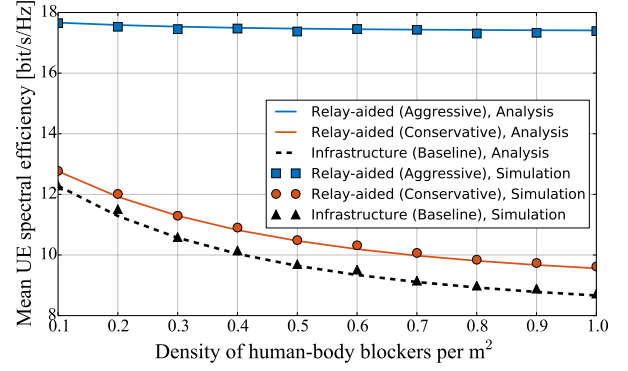 Mean UE spectral efficiency [bit/s/Hz]
18
16
14
12
10
8
Relay-aided (Aggressive), Analysis
Relay-aided (Conservative), Analysis
Infrastructure (Baseline), Analysis
Relay-aided (Aggressive), Simulation
Relay-aided (Conservative), Simulation
Infrastructure (Baseline), Simulation
0.1 0.2 0.3 0.4 0.5 0.6 0.7 0.8 0.9 1.0
Density of human-body blockers per m²